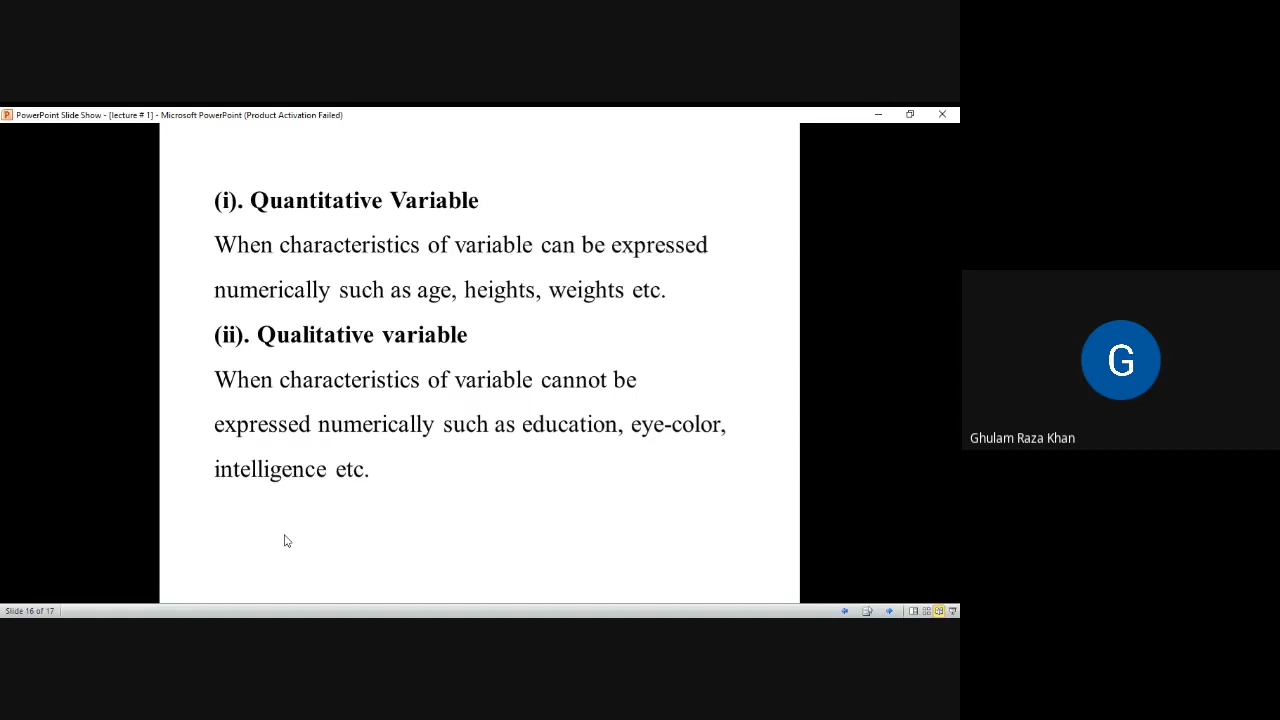 PowerPoint Slide Show - [lecture # 1] - Microsoft PowerPoint (Product Activation Failed)
(i). Quantitative Variable
When characteristics of variable can be expressed
numerically such as age, heights, weights etc.
(ii). Qualitative variable
When characteristics of variable cannot be
expressed numerically such as education, eye-color,
intelligence etc.
Slide 16 of 17
G
Ghulam Raza Khan